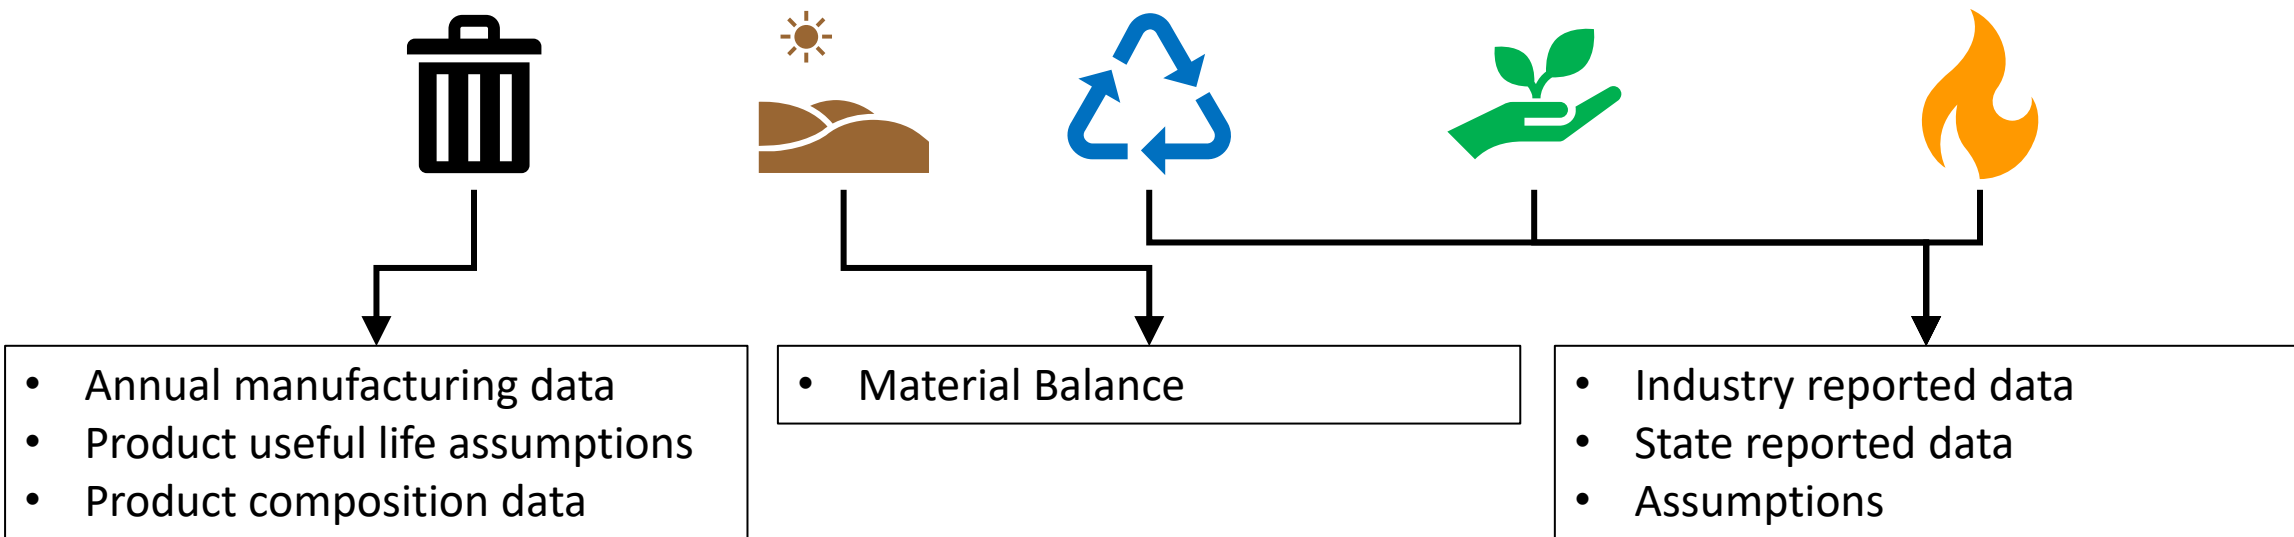 • Annual manufacturing data
• Product useful life assumptions
• Product composition data
• Material Balance
• Industry reported data
• State reported data
• Assumptions